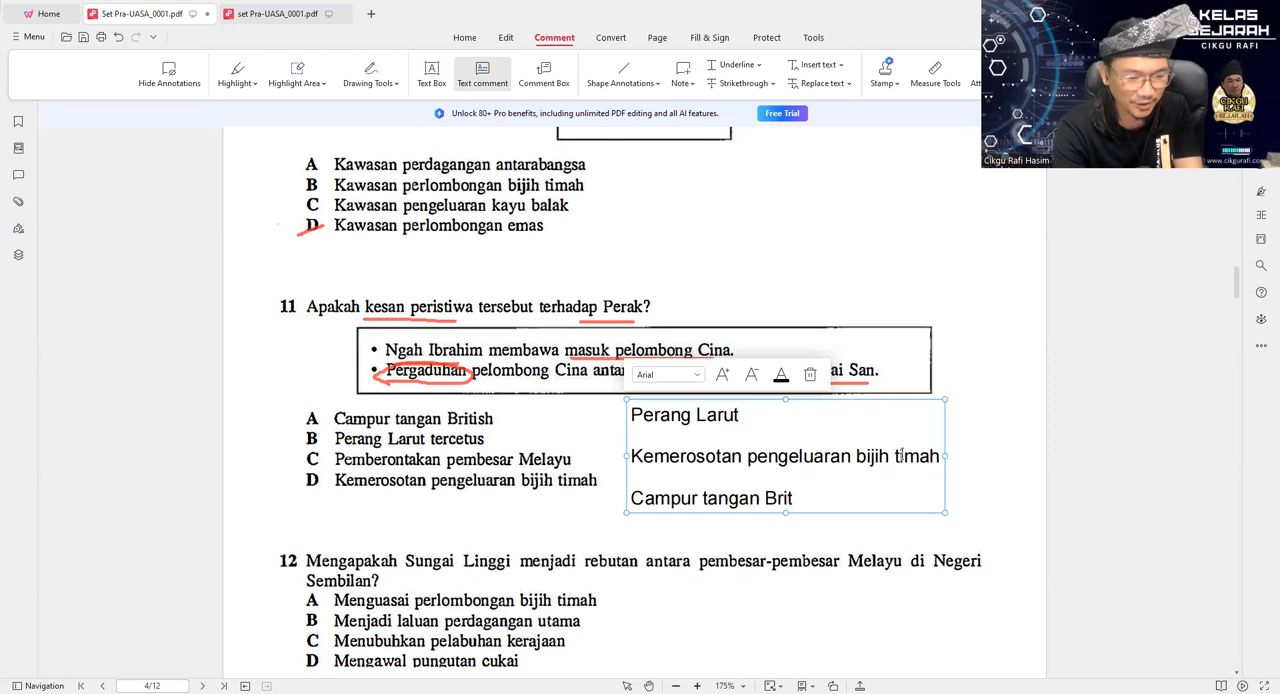 Home
Set Pra-UASA_0001.pdf
set Pra-UASA_0001.pdf
Menu
Home Edit Comment Convert Page Fill & Sign Protect Tools
Hide Annotations
Highlight
Highlight Area
Drawing Tools
Text Box
Text comment
Comment Box
Shape Annotations
Note
Underline
Strikethrough
Insert text
Replace text
Stamp
Measure Tools
Unlock 80+ Pro benefits, including unlimited PDF editing and all AI features.
Free Trial
KELAS
SEJARAH
CIKGU RAFI
CIKGU
RAFI
SEJARAH
Cikgu Rafi Hasim
www.cikgurafi.co
A Kawasan perdagangan antarabangsa
B Kawasan perlombongan bijih timah
C Kawasan pengeluaran kayu balak
D Kawasan perlombongan emas
11 Apakah kesan peristiwa tersebut terhadap Perak?
• Ngah Ibrahim membawa masuk pelombong Cina.
• Pergaduhan pelombong Cina antar
ai San.
Arial
A Campur tangan British
B Perang Larut tercetus
C Pemberontakan pembesar Melayu
D Kemerosotan pengeluaran bijih timah
Perang Larut
Kemerosotan pengeluaran bijih timah
Campur tangan Brit
12 Mengapakah Sungai Linggi menjadi rebutan antara pembesar-pembesar Melayu di Negeri
Sembilan?
A Menguasai perlombongan bijih timah
B Menjadi laluan perdagangan utama
C Menubuhkan pelabuhan kerajaan
D Mengawal pungutan cukai
Navigation
4/12
175%